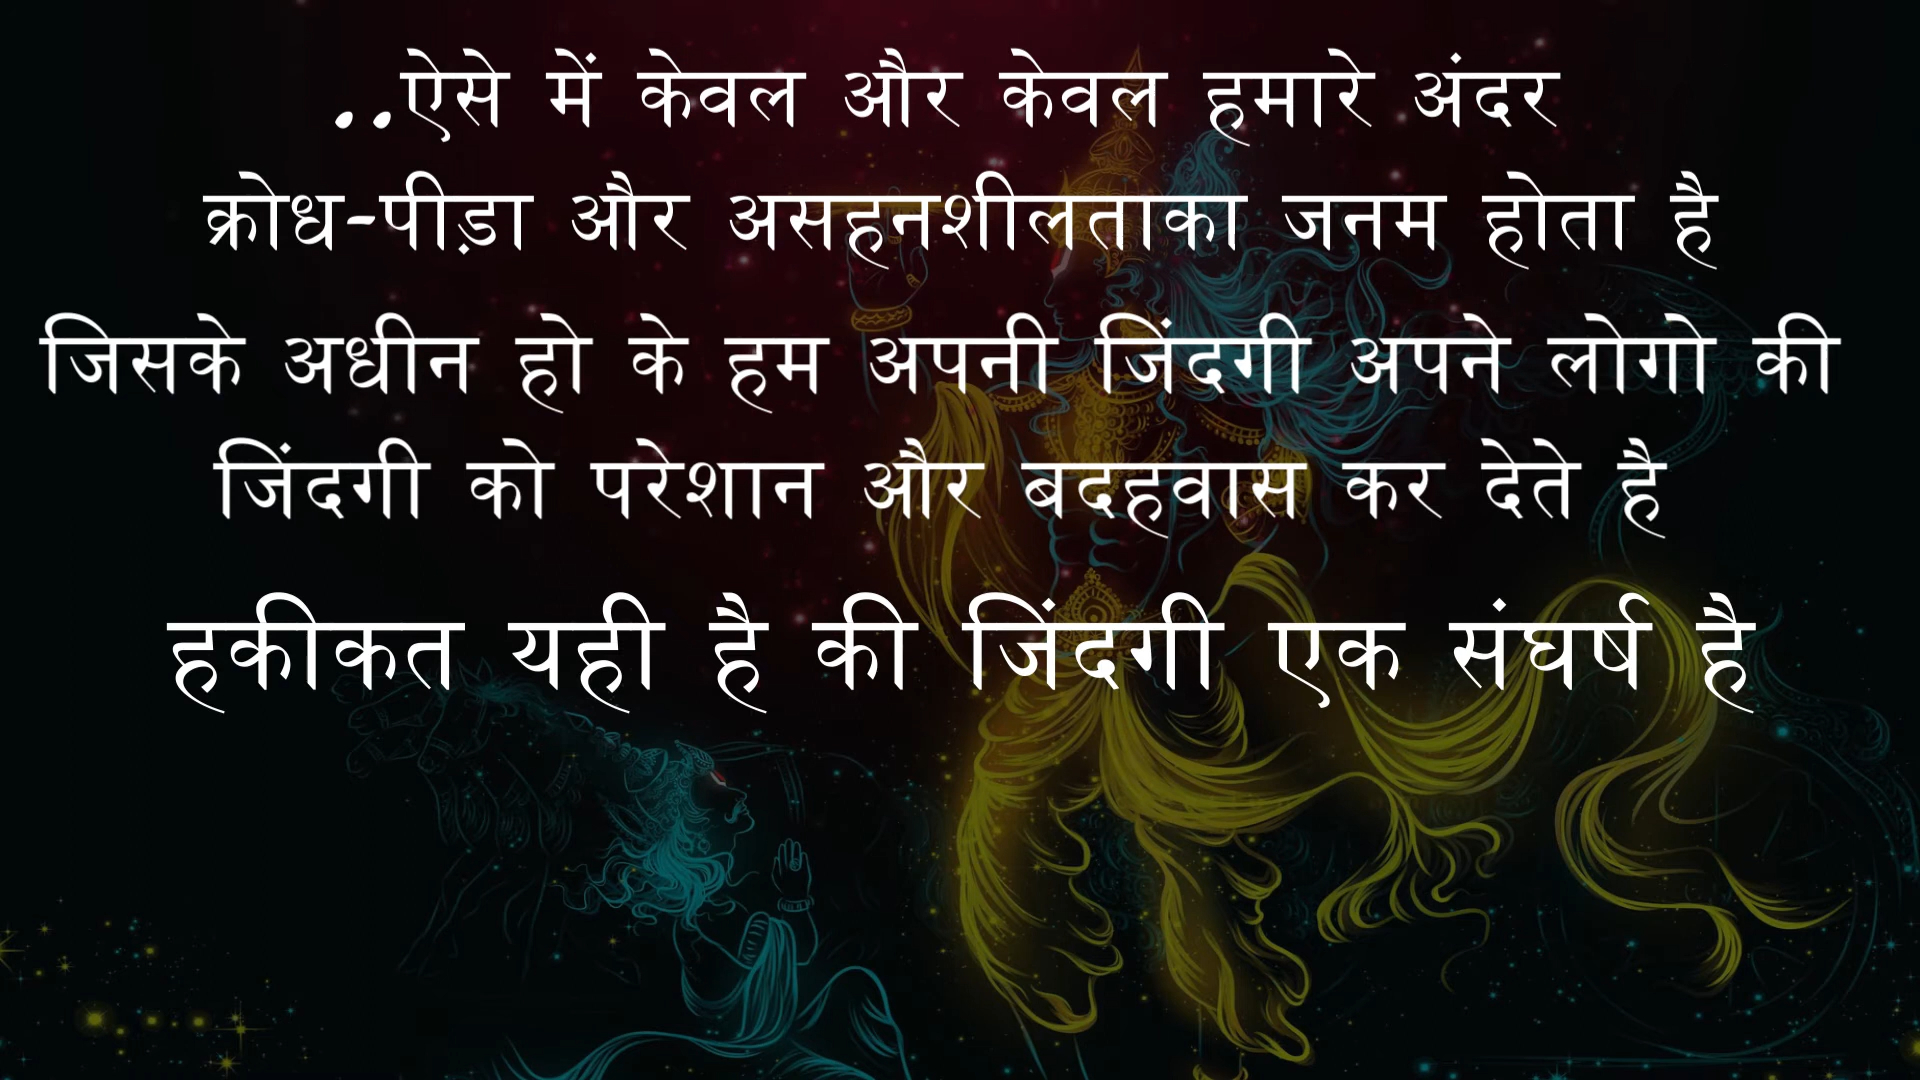 ..ऐसे में केवल और केवल हमारे अंदर
क्रोध-पीड़ा और असहनशीलताका जनम होता है
जिसके अधीन हो के हम अपनी जिंदगी अपने लोगो की
जिंदगी को परेशान और बदहवास कर देते है
हकीकत यही है की जिंदगी एक संघर्ष है